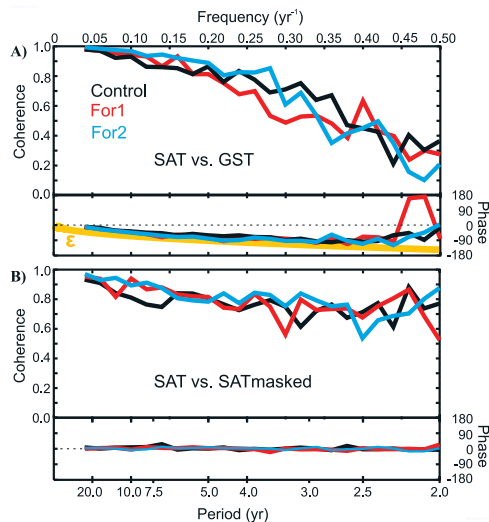 Frequency (yr-1)
0 0.05 0.10 0.15 0.20 0.25 0.30 0.35 0.40 0.45 0.50
A)
1.0
0.8
0.6
0.4
0.2
0.0
Coherence
Control
For1
For2
SAT vs. GST
180
90
0
-90
-180
Phase
ε
B)
1.0
0.8
0.6
0.4
0.2
0.0
Coherence
SAT vs. SATmasked
180
90
0
-90
-180
Phase
20.0 10.0 7.5 5.0 4.0 3.0 2.5 2.0
Period (yr)